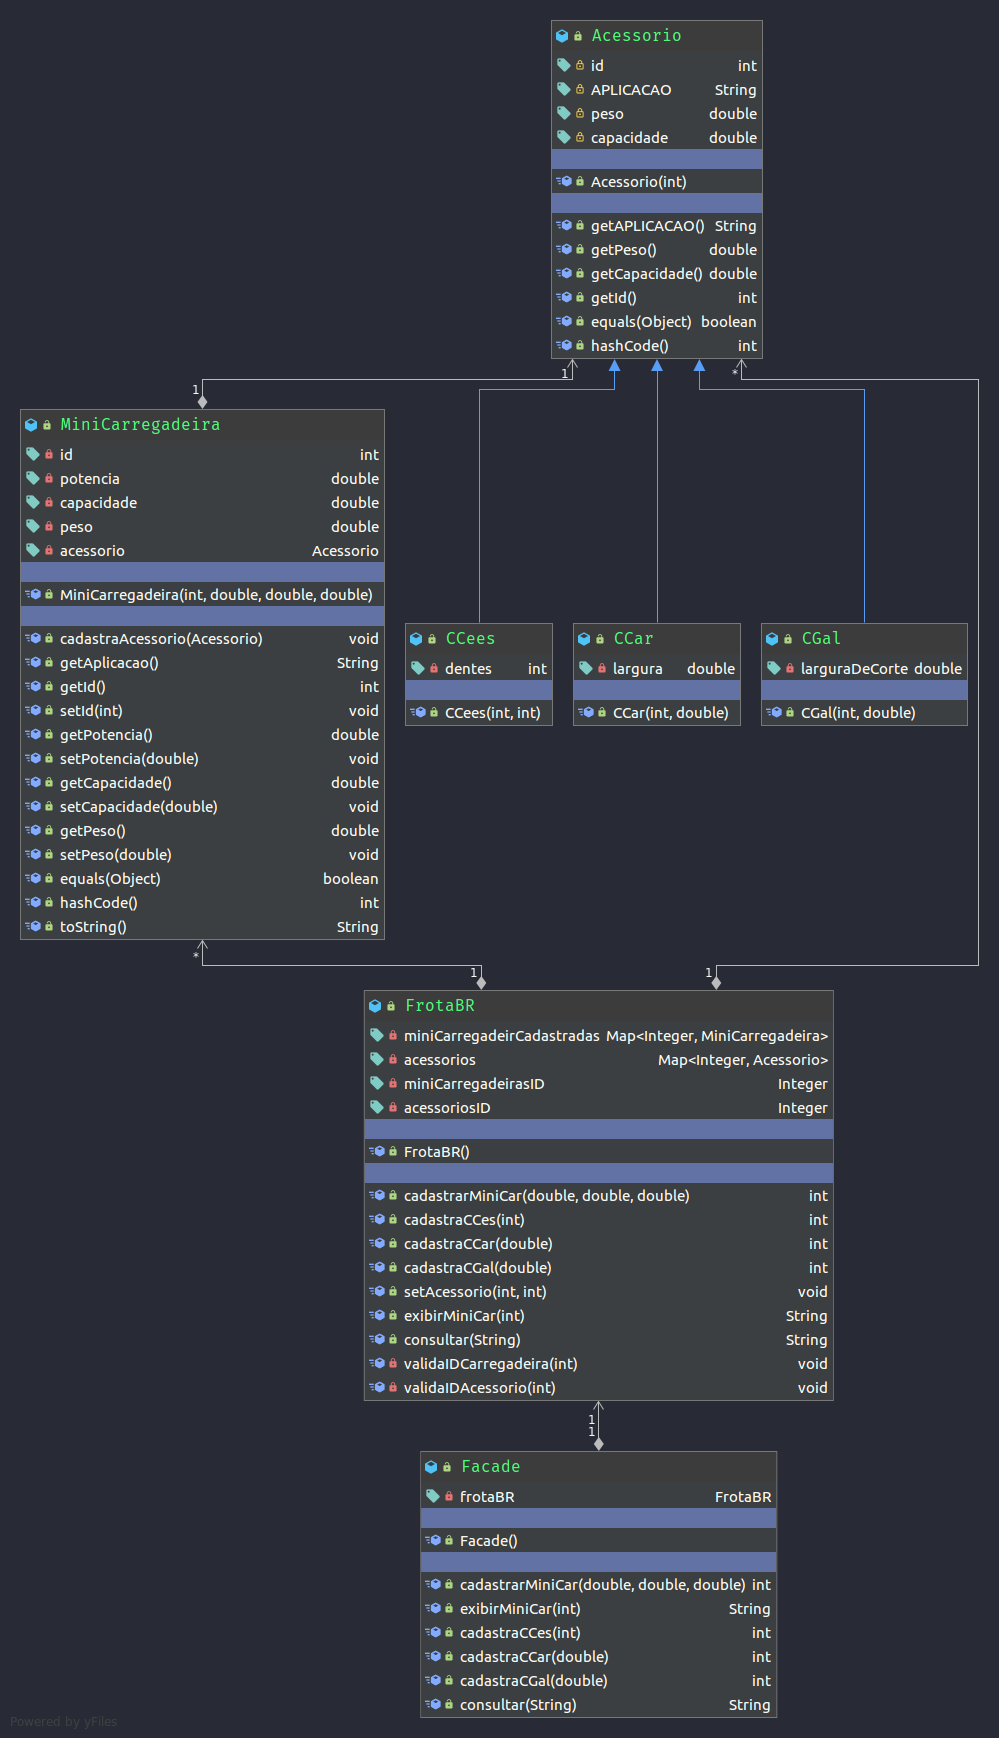 Acessorio
id int
APLICACAO String
peso double
capacidade double
Acessorio(int)
getAPLICACAO() String
getPeso() double
getCapacidade() double
getId() int
equals(Object) boolean
hashCode() int
1
*
1
MiniCarregadeira
id int
potencia double
capacidade double
peso double
acessorio Acessorio
MiniCarregadeira(int, double, double, double)
cadastraAcessorio(Acessorio) void
getAplicacao() String
getId() int
setId(int) void
getPotencia() double
setPotencia(double) void
getCapacidade() double
setCapacidade(double) void
getPeso() double
setPeso(double) void
equals(Object) boolean
hashCode() int
toString() String
CCees
dentes int
CCees(int, int)
CCar
largura double
CCar(int, double)
CGal
larguraDeCorte double
CGal(int, double)
*
1
1
FrotaBR
miniCarregadeirCadastradas Map<Integer, MiniCarregadeira>
acessorios Map<Integer, Acessorio>
miniCarregadeirasID Integer
acessoriosID Integer
FrotaBR()
cadastrarMiniCar(double, double, double) int
cadastraCCes(int) int
cadastraCCar(double) int
cadastraCGal(double) int
setAcessorio(int, int) void
exibirMiniCar(int) String
consultar(String) String
validaIDCarregadeira(int) void
validaIDAcessorio(int) void
1
1
Facade
frotaBR FrotaBR
Facade()
cadastrarMiniCar(double, double, double) int
exibirMiniCar(int) String
cadastraCCes(int) int
cadastraCCar(double) int
cadastraCGal(double) int
consultar(String) String
Powered by yFiles